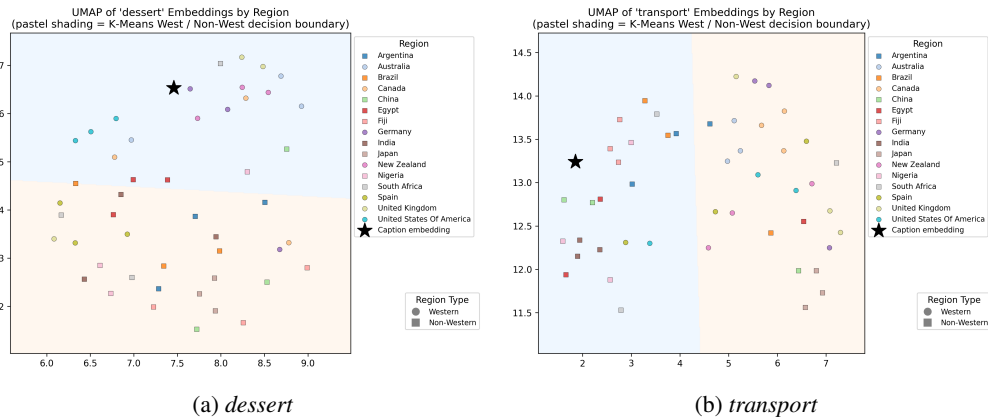 UMAP of 'dessert' Embeddings by Region
(pastel shading = K-Means West / Non-West decision boundary)
7
6
5
4
3
2
6.0 6.5 7.0 7.5 8.0 8.5 9.0
Region
Argentina
Australia
Brazil
Canada
China
Egypt
Fiji
Germany
India
Japan
New Zealand
Nigeria
South Africa
Spain
United Kingdom
United States Of America
Caption embedding
Region Type
Western
Non-Western
(a) dessert
UMAP of 'transport' Embeddings by Region
(pastel shading = K-Means West / Non-West decision boundary)
14.5
14.0
13.5
13.0
12.5
12.0
11.5
2 3 4 5 6 7
Region
Argentina
Australia
Brazil
Canada
China
Egypt
Fiji
Germany
India
Japan
New Zealand
Nigeria
South Africa
Spain
United Kingdom
United States Of America
Caption embedding
Region Type
Western
Non-Western
(b) transport